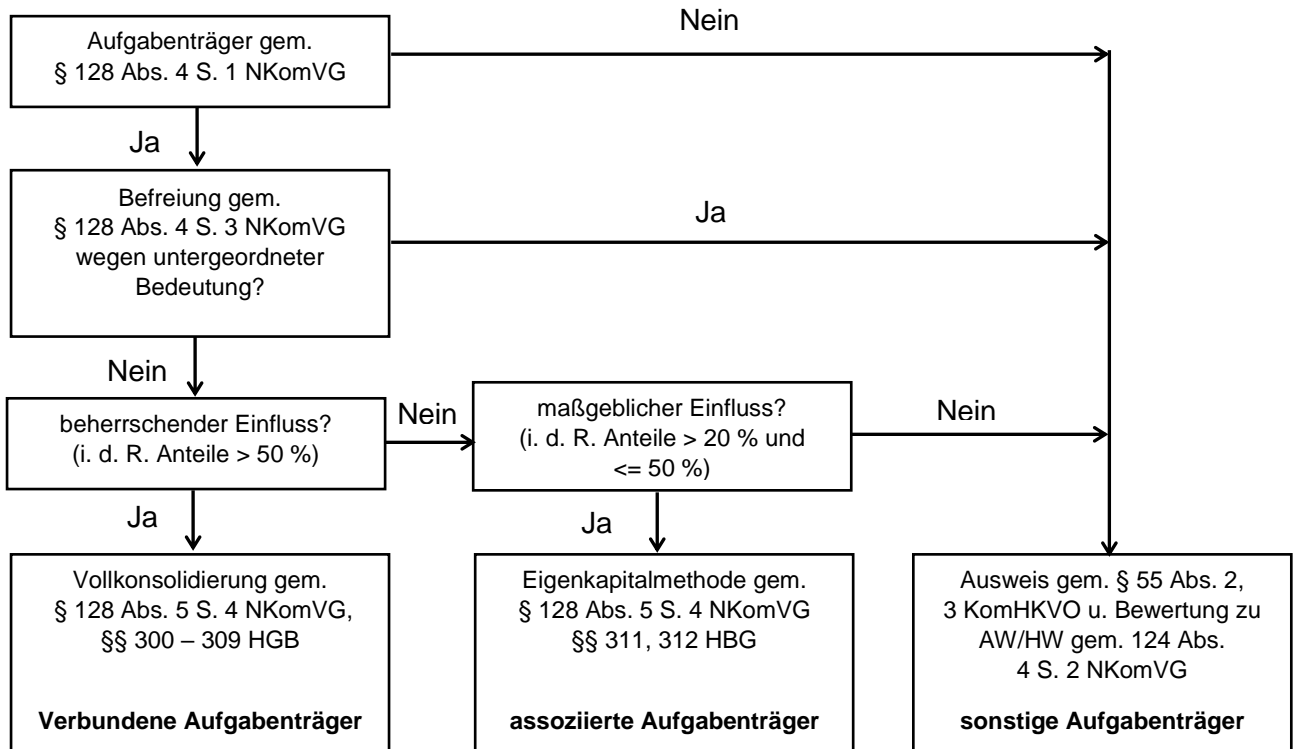 Aufgabenträger gem.
§ 128 Abs. 4 S. 1 NKomVG
Nein
Ja
Befreiung gem.
§ 128 Abs. 4 S. 3 NKomVG
wegen untergeordneter
Bedeutung?
Ja
Nein
beherrschender Einfluss?
(i. d. R. Anteile > 50 %)
Nein
maßgeblicher Einfluss?
(i. d. R. Anteile > 20 % und
<= 50 %)
Nein
Ja
Ja
Vollkonsolidierung gem.
§ 128 Abs. 5 S. 4 NKomVG,
§§ 300 – 309 HGB
Verbundene Aufgabenträger
Eigenkapitalmethode gem.
§ 128 Abs. 5 S. 4 NKomVG
§§ 311, 312 HBG
assoziierte Aufgabenträger
Ausweis gem. § 55 Abs. 2,
3 KomHKVO u. Bewertung zu
AW/HW gem. 124 Abs.
4 S. 2 NKomVG
sonstige Aufgabenträger